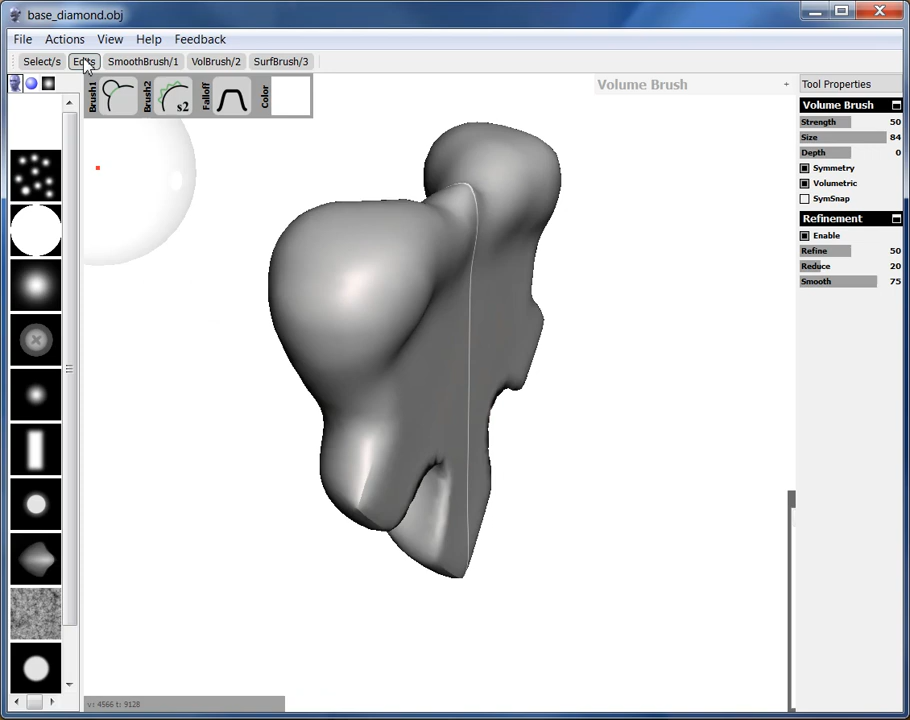 base_diamond.obj
File Actions View Help Feedback
Select/s Edits SmoothBrush/1 VolBrush/2 SurfBrush/3
Brush1 Brush2 s2 Falloff Color
Volume Brush +
Tool Properties
Volume Brush
Strength 50
Size 84
Depth 0
Symmetry
Volumetric
SymSnap
Refinement
Enable
Refine 50
Reduce 20
Smooth 75
v: 4566 t: 9128